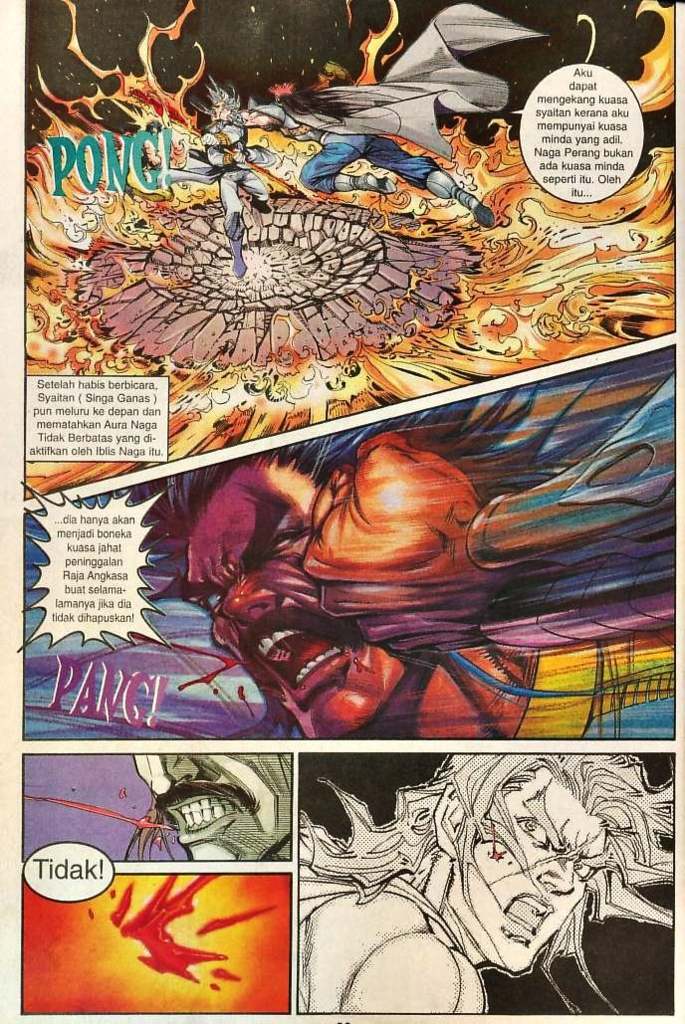 Aku
dapat
mengekang kuasa
syaitan kerana aku
mempunyai kuasa
minda yang adil.
Naga Perang bukan
ada kuasa minda
seperti itu. Oleh
itu...
PONG!
Setelah habis berbicara,
Syaitan ( Singa Ganas )
pun meluru ke depan dan
mematahkan Aura Naga
Tidak Berbatas yang di-
aktifkan oleh Iblis Naga itu.
...dia hanya akan
menjadi boneka
kuasa jahat
peninggalan
Raja Angkasa
buat selama-
lamanya jika dia
tidak dihapuskan!
PANG!
Tidak!